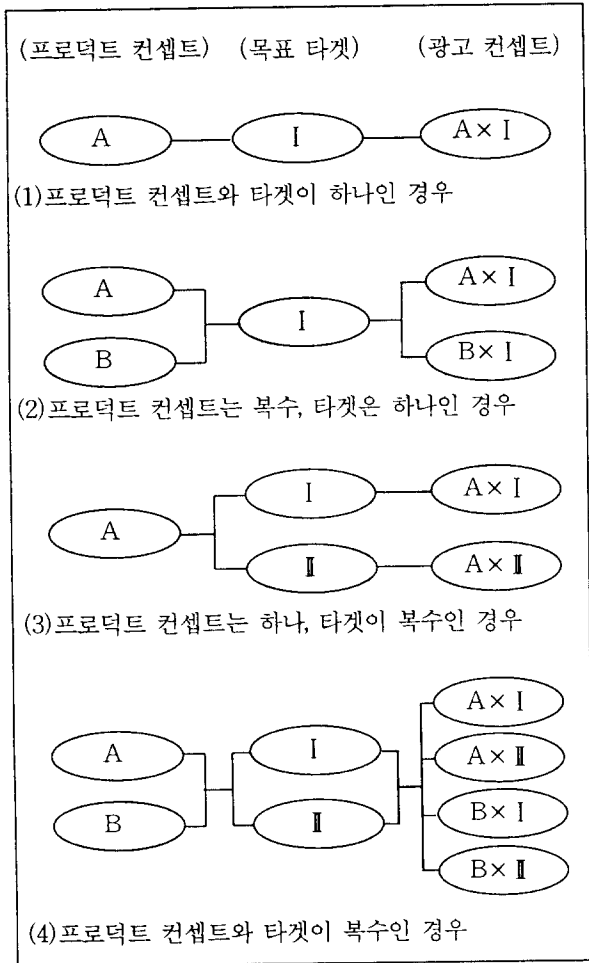 (프로덕트 컨셉트) (목표 타겟) (광고 컨셉트)
A Ⅰ A×Ⅰ
(1)프로덕트 컨셉트와 타겟이 하나인 경우
A A×Ⅰ
Ⅰ
B B×Ⅰ
(2)프로덕트 컨셉트는 복수, 타겟은 하나인 경우
Ⅰ A×Ⅰ
A
Ⅱ A×Ⅱ
(3)프로덕트 컨셉트는 하나, 타겟이 복수인 경우
A×Ⅰ
A Ⅰ A×Ⅱ
B Ⅱ B×Ⅰ
B×Ⅱ
(4)프로덕트 컨셉트와 타겟이 복수인 경우